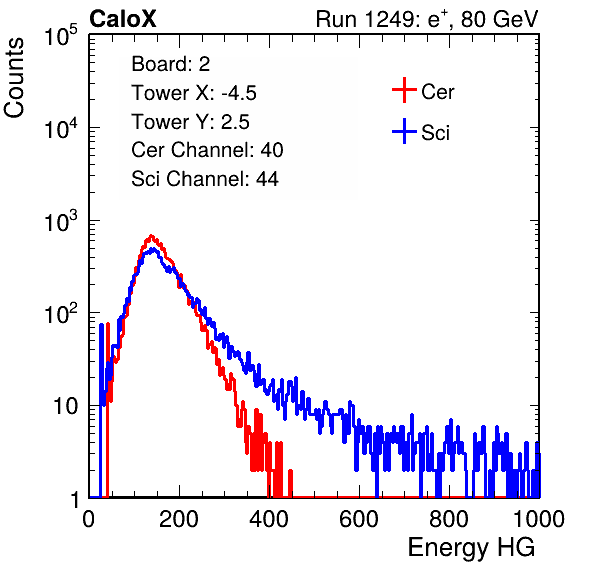 CaloX Run 1249: e⁺, 80 GeV
Counts
Board: 2
Tower X: -4.5
Tower Y: 2.5
Cer Channel: 40
Sci Channel: 44
Cer
Sci
10⁵
10⁴
10³
10²
10
1
0 200 400 600 800 1000
Energy HG